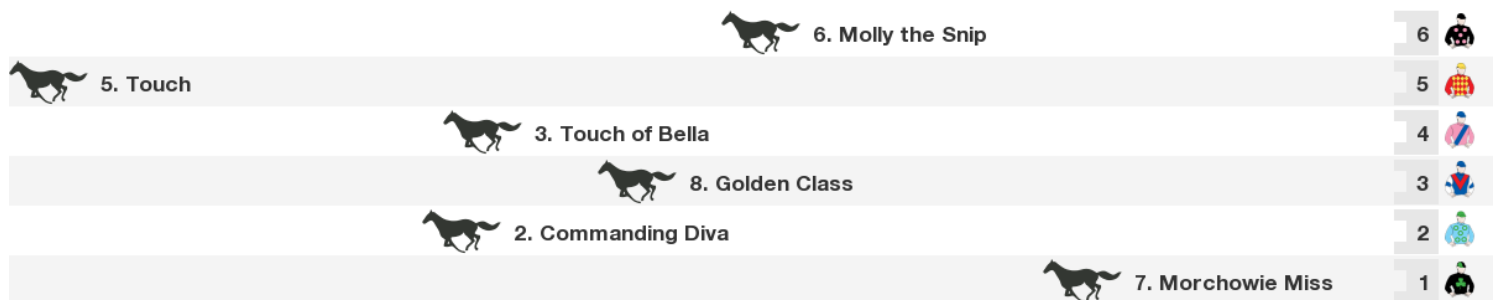 6. Molly the Snip 6
5. Touch 5
3. Touch of Bella 4
8. Golden Class 3
2. Commanding Diva 2
7. Morchowie Miss 1